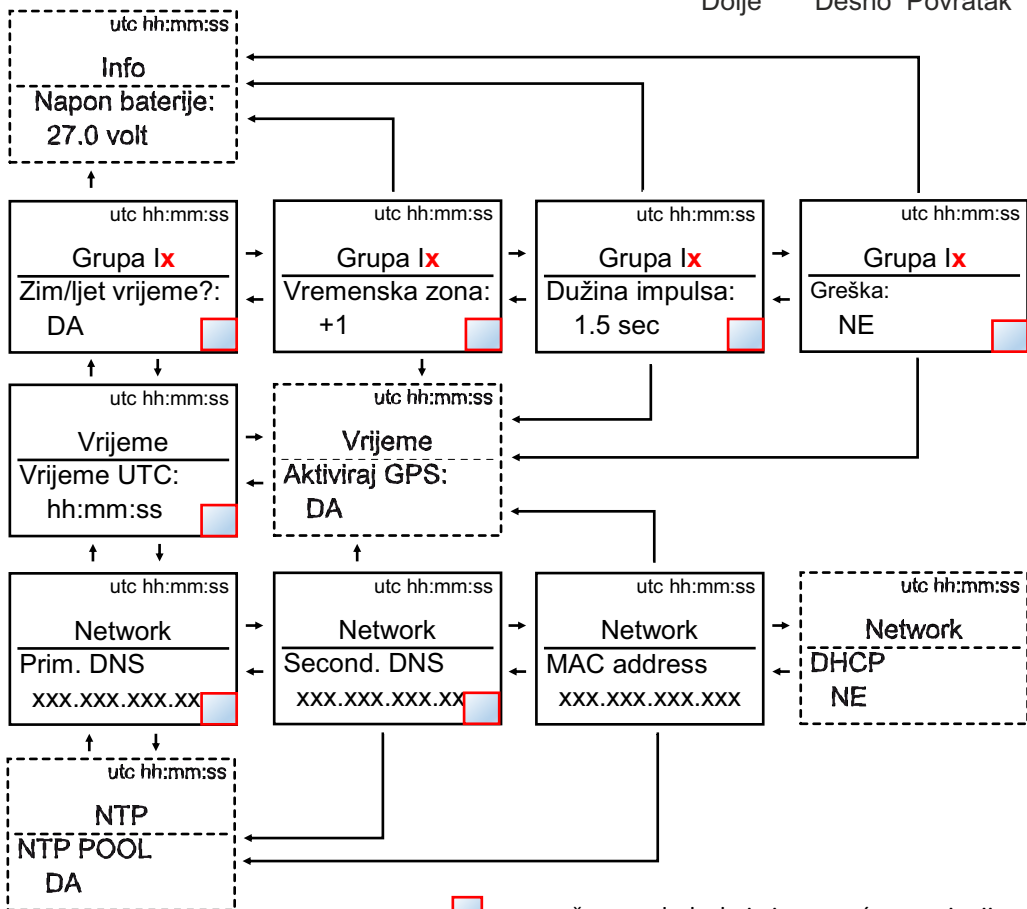 Dolje Desno Povratak
utc hh:mm:ss
Info
Napon baterije:
27.0 volt
utc hh:mm:ss
Grupa Ix
Zim/ljet vrijeme?:
DA
utc hh:mm:ss
Grupa Ix
Vremenska zona:
+1
utc hh:mm:ss
Grupa Ix
Dužina impulsa:
1.5 sec
utc hh:mm:ss
Grupa Ix
Greška:
NE
utc hh:mm:ss
Vrijeme
Vrijeme UTC:
hh:mm:ss
utc hh:mm:ss
Vrijeme
Aktiviraj GPS:
DA
utc hh:mm:ss
Network
Prim. DNS
xxx.xxx.xxx.xx
utc hh:mm:ss
Network
Second. DNS
xxx.xxx.xxx.xx
utc hh:mm:ss
Network
MAC address
xxx.xxx.xxx.xxx
utc hh:mm:ss
Network
DHCP
NE
utc hh:mm:ss
NTP
NTP POOL
DA